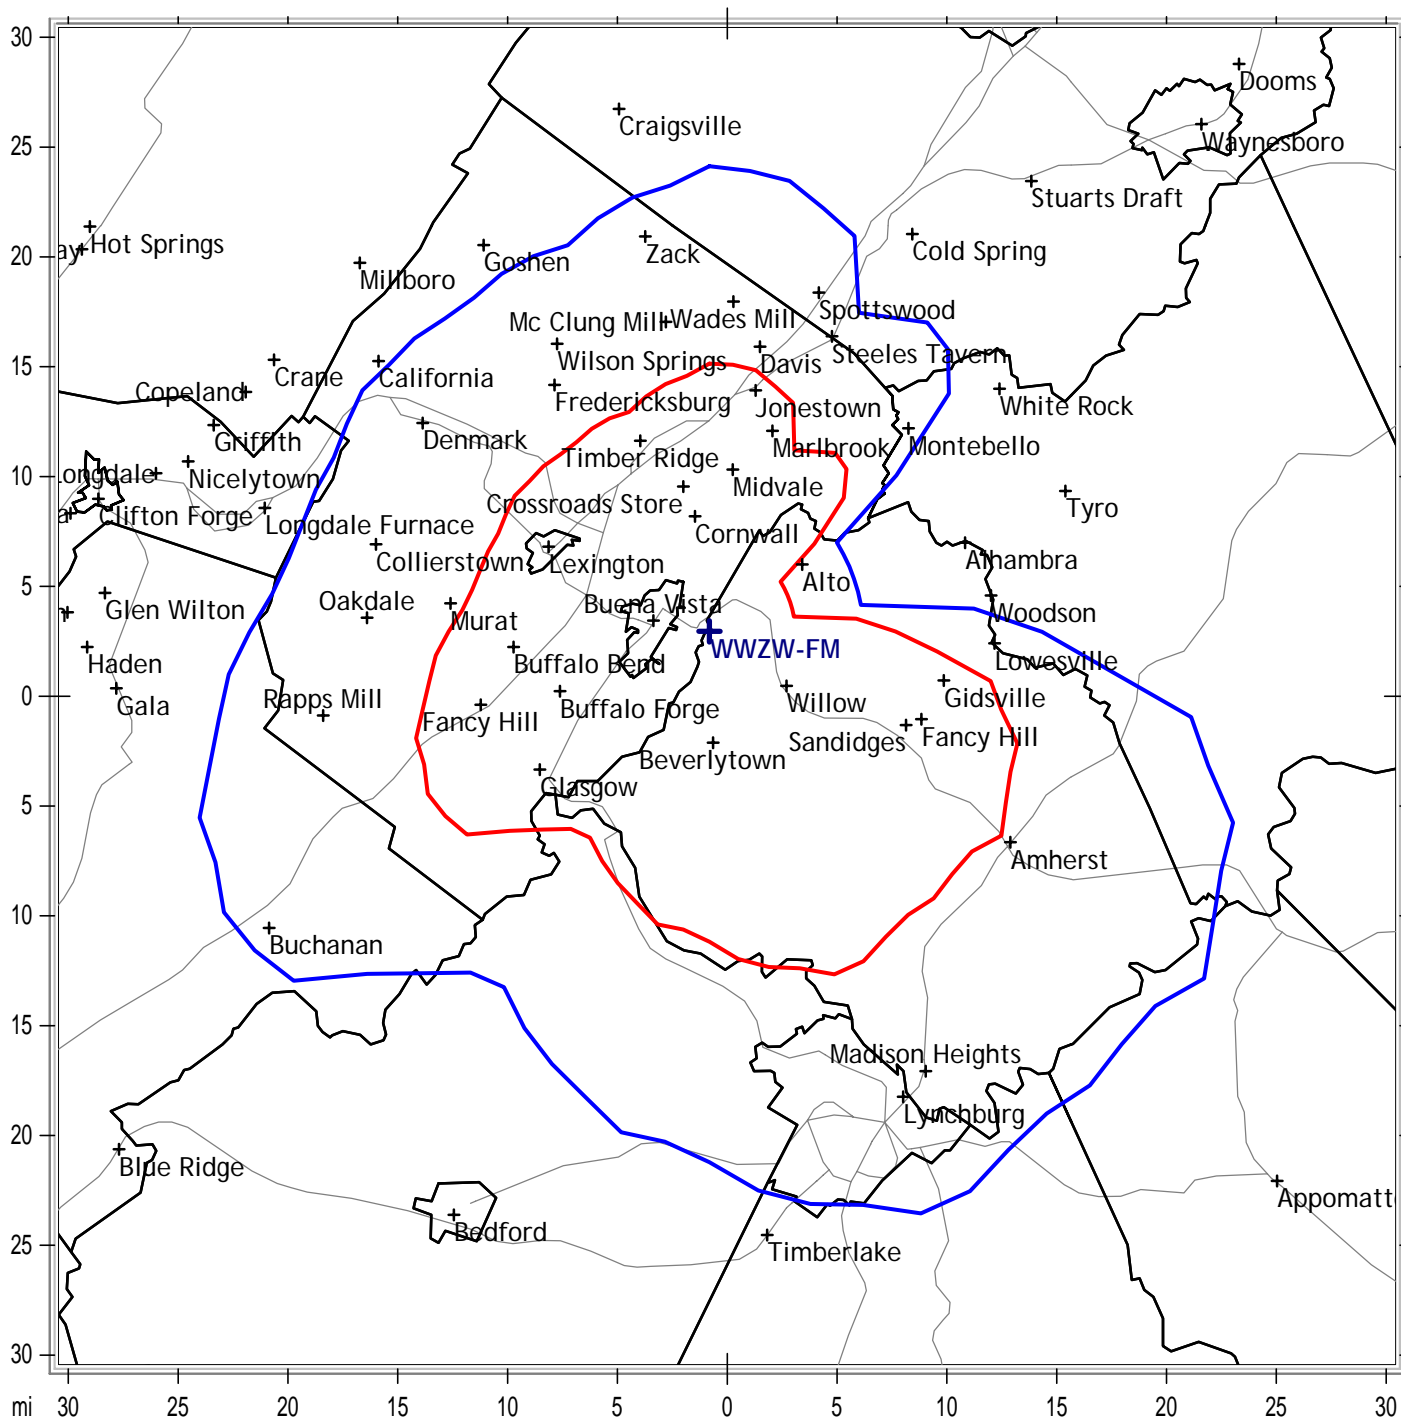 30
Dooms
Craigsville
25
Waynesboro
Stuarts Draft
Hot Springs
Cold Spring
20
Zack
Goshen
Millboro
Spottswood
Mc Clung Mill
Wades Mill
Steeles Tavern
Wilson Springs
Davis
15
Crane
California
Copeland
Fredericksburg
Jonestown
White Rock
Griffith
Denmark
Marlbrook
Montebello
Timber Ridge
10
Longdale
Nicelytown
Midvale
Crossroads Store
Tyro
Clifton Forge
Longdale Furnace
Cornwall
Collierstown
Lexington
Alhambra
5
Alto
Glen Wilton
Oakdale
Buena Vista
Woodson
Murat
WWZW-FM
Haden
Buffalo Bend
Lowesville
0
Gala
Rapps Mill
Willow
Gidsville
Fancy Hill
Buffalo Forge
Sandidges
Fancy Hill
Beverlytown
Glasgow
5
Amherst
10
Buchanan
15
Madison Heights
Lynchburg
20
Blue Ridge
Appomatt
Bedford
25
Timberlake
30
mi 30 25 20 15 10 5 0 5 10 15 20 25 30